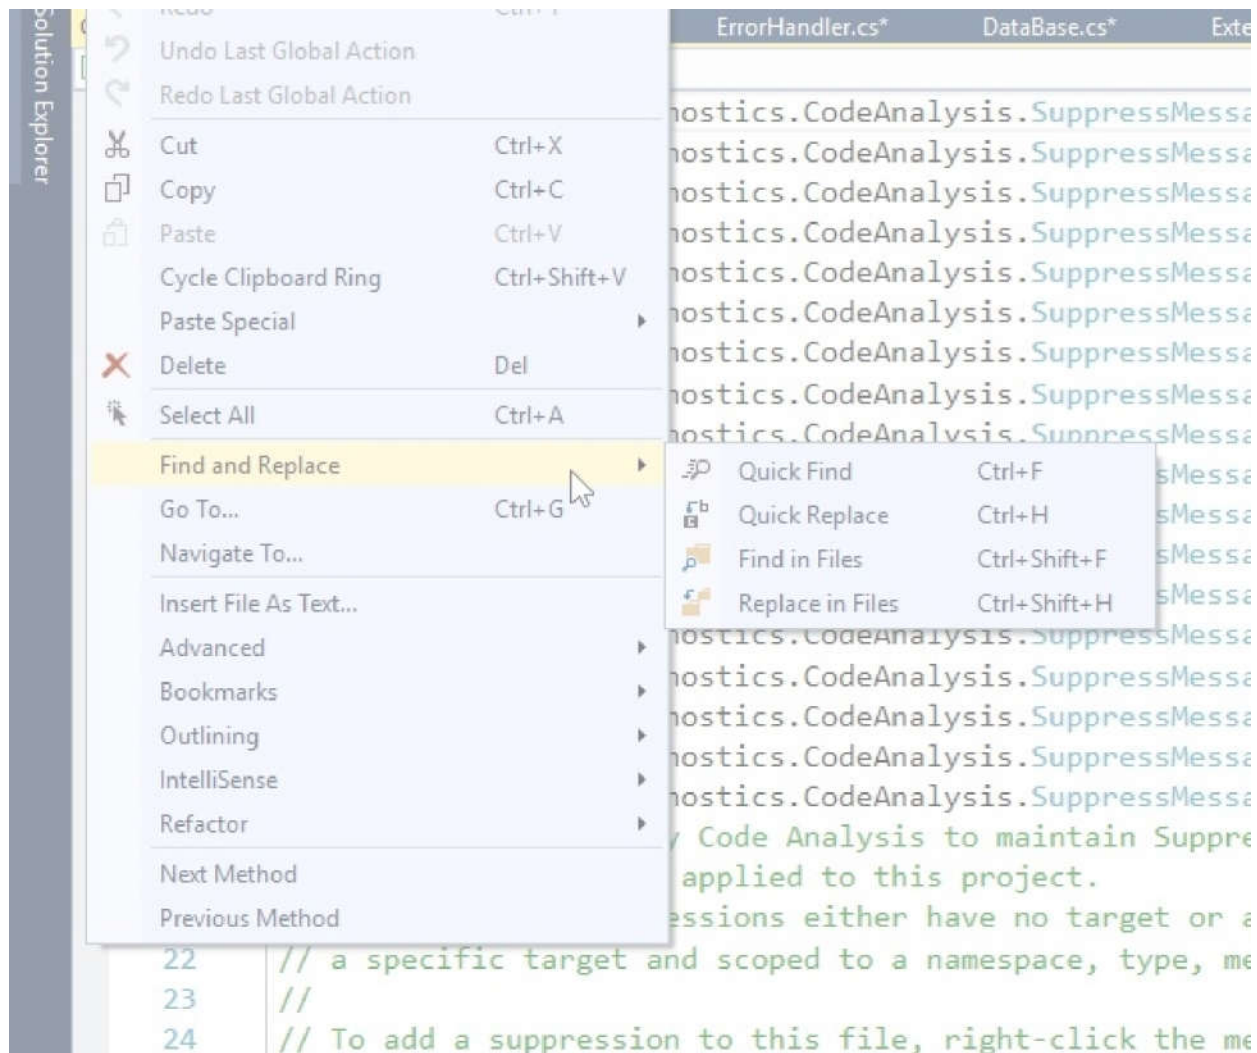 Solution Explorer
ErrorHandler.cs* DataBase.cs*
Undo Last Global Action
Redo Last Global Action
Cut Ctrl+X
Copy Ctrl+C
Paste Ctrl+V
Cycle Clipboard Ring Ctrl+Shift+V
Paste Special
Delete Del
Select All Ctrl+A
Find and Replace
Go To... Ctrl+G
Navigate To...
Insert File As Text...
Advanced
Bookmarks
Outlining
IntelliSense
Refactor
Next Method
Previous Method
Quick Find Ctrl+F
Quick Replace Ctrl+H
Find in Files Ctrl+Shift+F
Replace in Files Ctrl+Shift+H
nostics.CodeAnalysis.SuppressMessa
nostics.CodeAnalysis.SuppressMessa
nostics.CodeAnalysis.SuppressMessa
nostics.CodeAnalysis.SuppressMessa
nostics.CodeAnalysis.SuppressMessa
nostics.CodeAnalysis.SuppressMessa
nostics.CodeAnalysis.SuppressMessa
nostics.CodeAnalysis.SuppressMessa
nostics.CodeAnalysis.SuppressMessa
sMessa
sMessa
sMessa
sMessa
nostics.CodeAnalysis.SuppressMessa
nostics.CodeAnalysis.SuppressMessa
nostics.CodeAnalysis.SuppressMessa
nostics.CodeAnalysis.SuppressMessa
nostics.CodeAnalysis.SuppressMessa
y Code Analysis to maintain Suppre
applied to this project.
essions either have no target or a
22 // a specific target and scoped to a namespace, type, me
23 //
24 // To add a suppression to this file, right-click the me